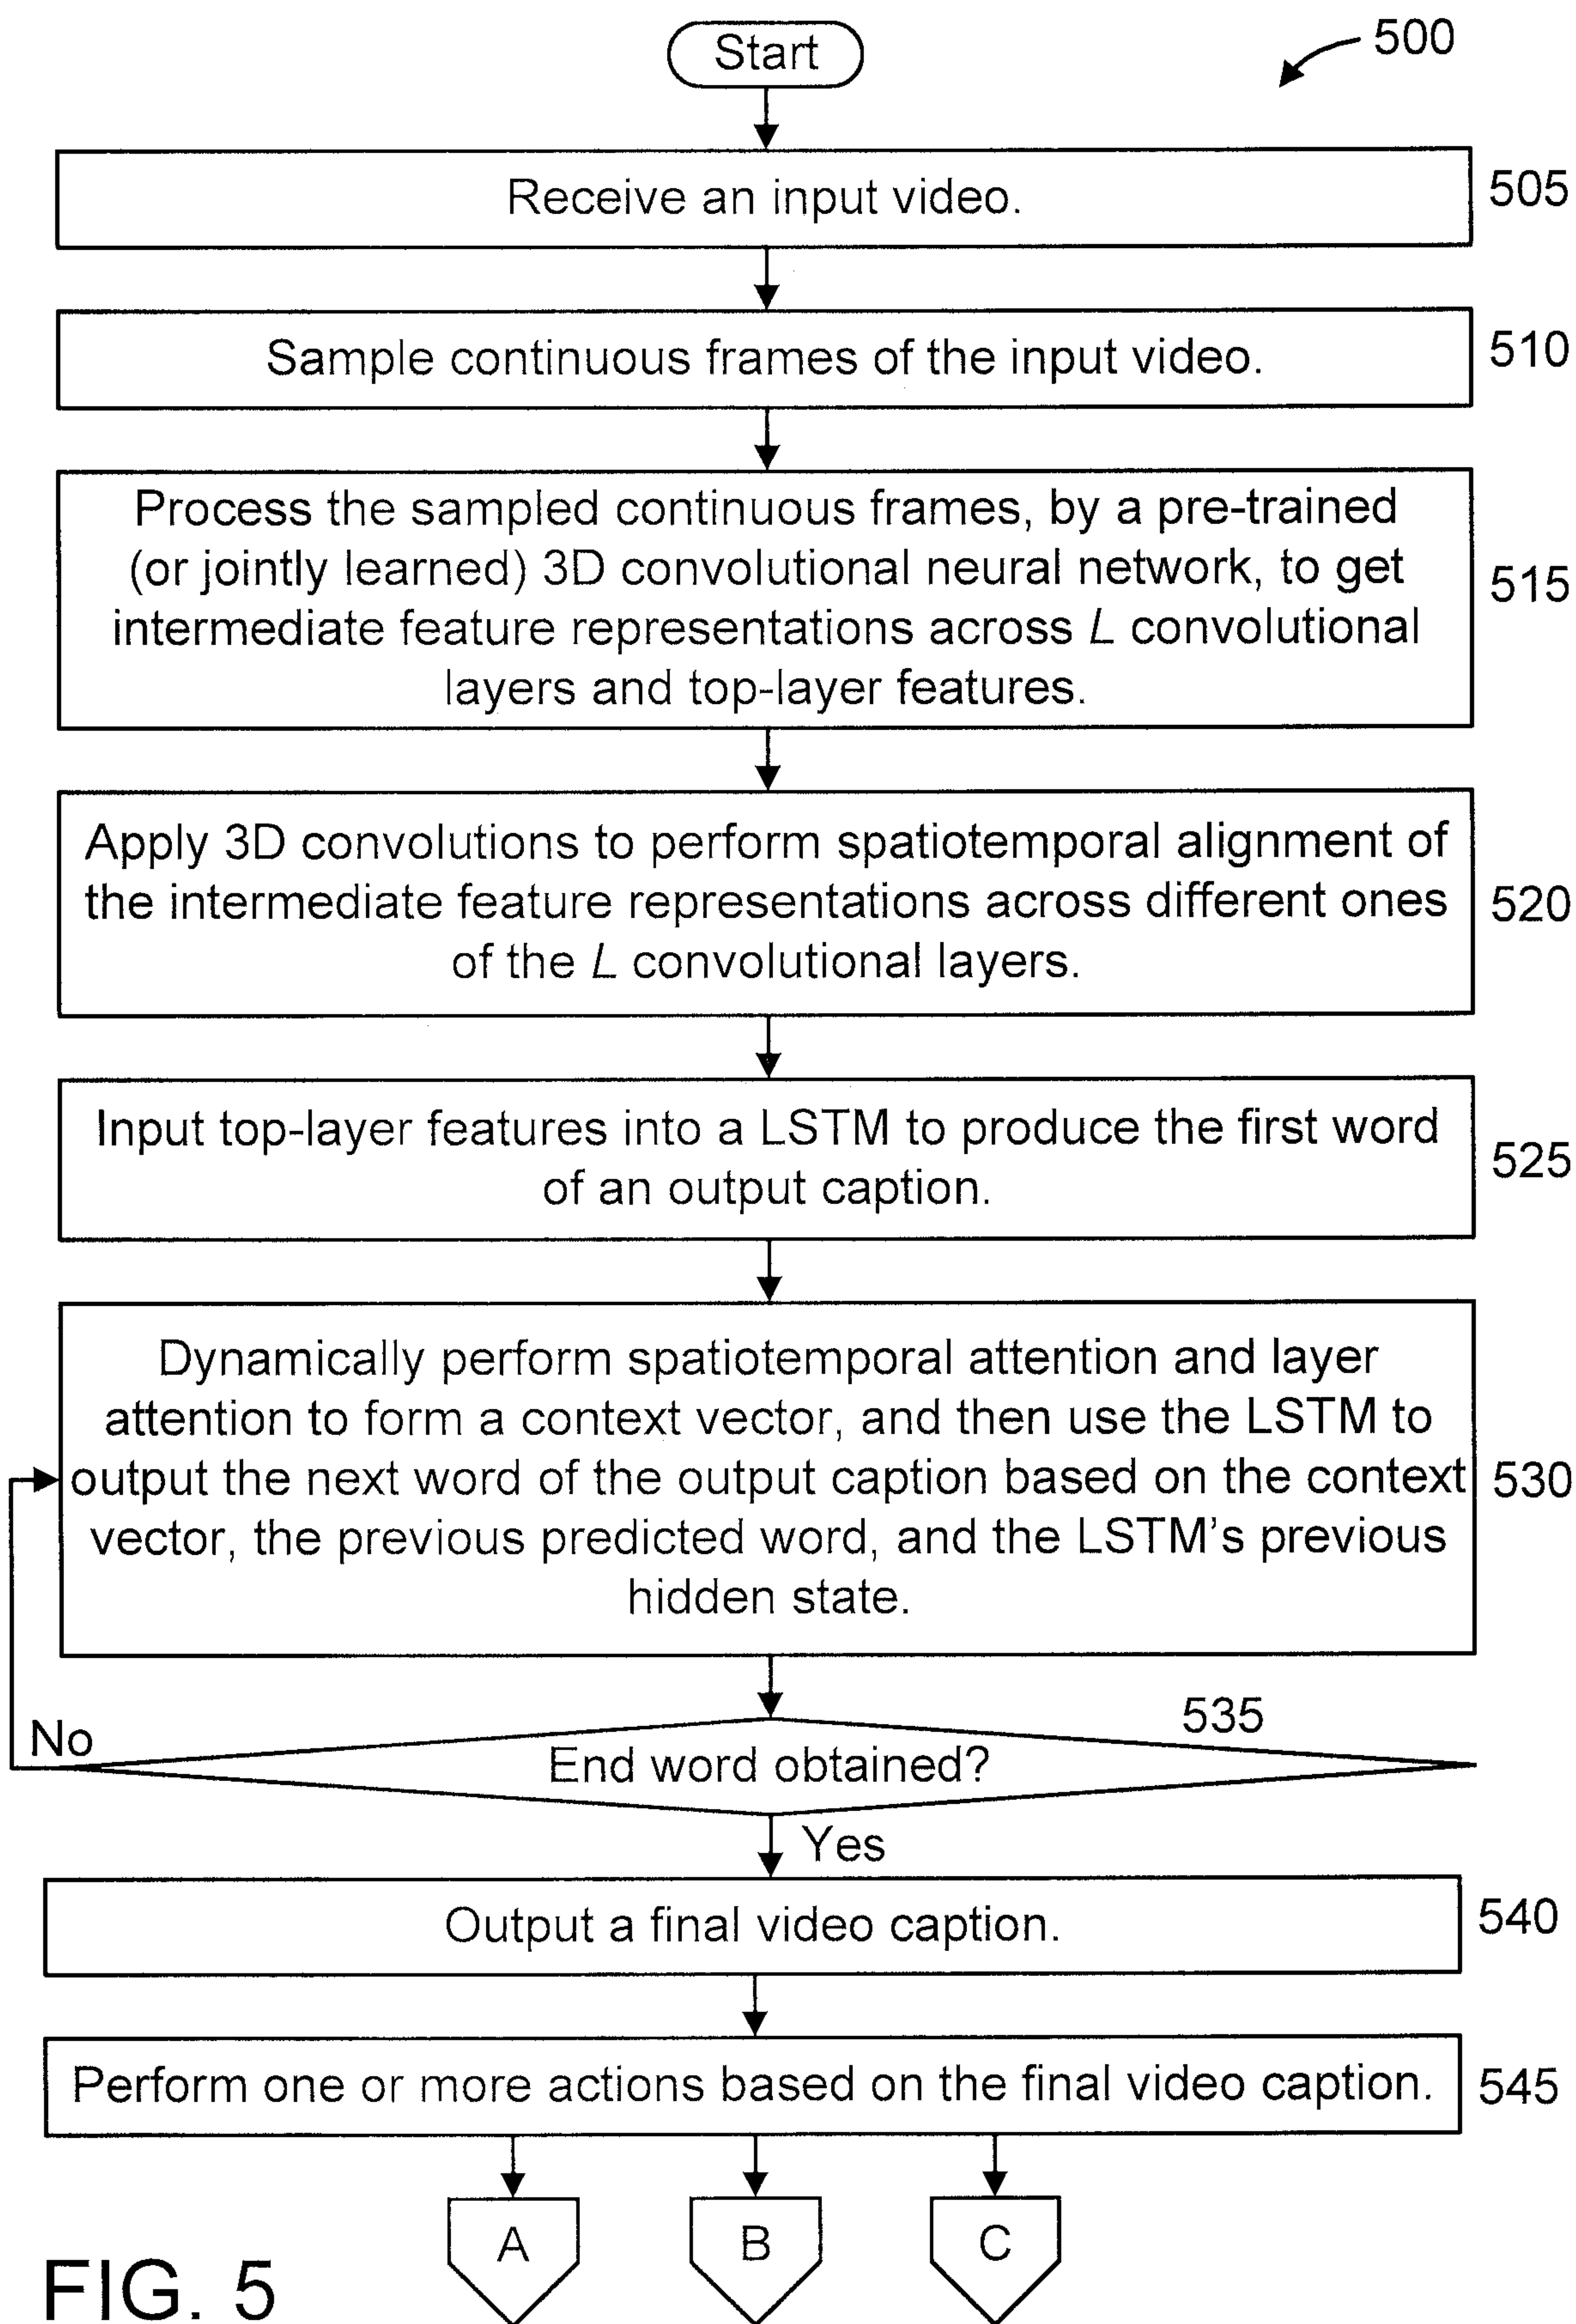 Start
500
Receive an input video.
505
Sample continuous frames of the input video.
510
Process the sampled continuous frames, by a pre-trained
(or jointly learned) 3D convolutional neural network, to get
intermediate feature representations across L convolutional
layers and top-layer features.
515
Apply 3D convolutions to perform spatiotemporal alignment of
the intermediate feature representations across different ones
of the L convolutional layers.
520
Input top-layer features into a LSTM to produce the first word
of an output caption.
525
Dynamically perform spatiotemporal attention and layer
attention to form a context vector, and then use the LSTM to
output the next word of the output caption based on the context
vector, the previous predicted word, and the LSTM's previous
hidden state.
530
535
No
End word obtained?
Yes
Output a final video caption.
540
Perform one or more actions based on the final video caption.
545
A
B
C
FIG. 5